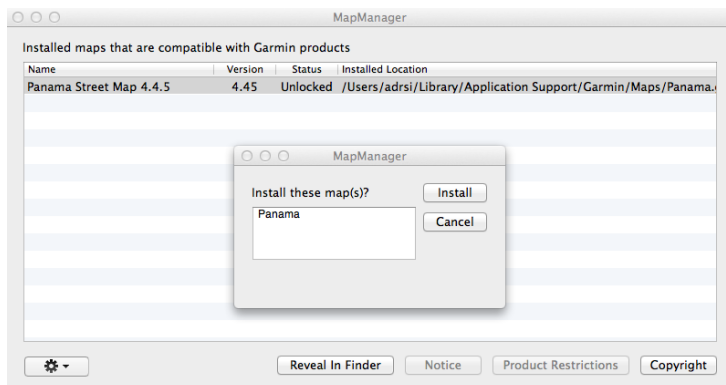 MapManager
Installed maps that are compatible with Garmin products
Name Version Status Installed Location
Panama Street Map 4.4.5 4.45 Unlocked /Users/adrsi/Library/Application Support/Garmin/Maps/Panama.
MapManager
Install these map(s)? Install
Panama
Cancel
Reveal In Finder Notice Product Restrictions Copyright